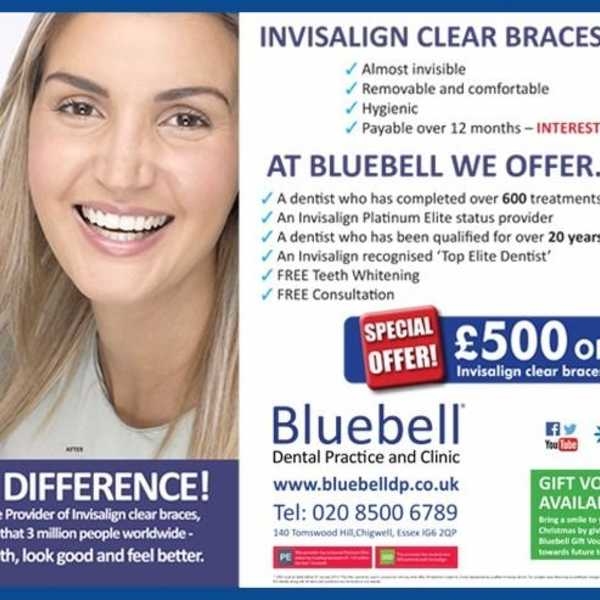 INVISALIGN CLEAR BRACES
✓ Almost invisible
✓ Removable and comfortable
✓ Hygienic
✓ Payable over 12 months – INTEREST
AT BLUEBELL WE OFFER.
✓ A dentist who has completed over 600 treatments
✓ An Invisalign Platinum Elite status provider
✓ A dentist who has been qualified for over 20 years
✓ An Invisalign recognised ‘Top Elite Dentist’
✓ FREE Teeth Whitening
✓ FREE Consultation
SPECIAL
OFFER!
£500 O
Invisalign clear brace
AFTER
DIFFERENCE!
Provider of Invisalign clear braces,
that 3 million people worldwide -
th, look good and feel better.
Bluebell
Dental Practice and Clinic
www.bluebelldp.co.uk
Tel: 020 8500 6789
140 Tomswood Hill, Chigwell, Essex IG6 2QP
You Tube
PE
GIFT VO
AVAILA
Bring a smile to y
Christmas by giv
Bluebell Gift Vou
towards future t